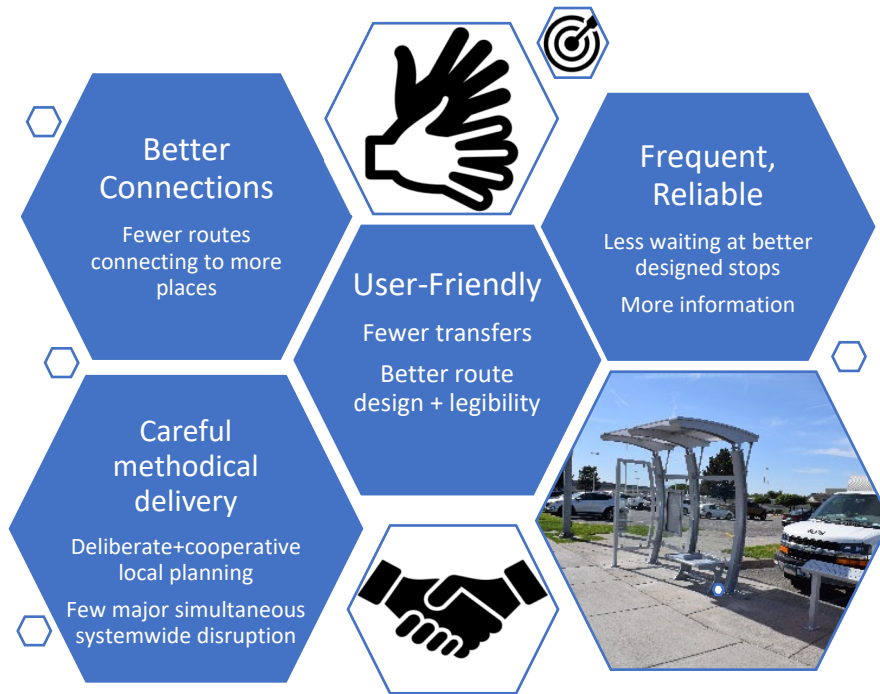 Better
Connections
Fewer routes
connecting to more
places
Frequent,
Reliable
Less waiting at better
designed stops
More information
User-Friendly
Fewer transfers
Better route
design + legibility
Careful
methodical
delivery
Deliberate+cooperative
local planning
Few major simultaneous
systemwide disruption